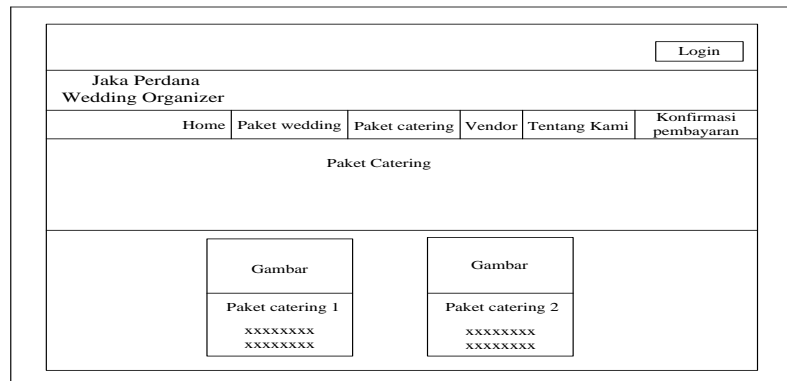 Login
Jaka Perdana
Wedding Organizer
Home Paket wedding Paket catering Vendor Tentang Kami Konfirmasi pembayaran
Paket Catering
Gambar
Paket catering 1
xxxxxxxx
xxxxxxxx
Gambar
Paket catering 2
xxxxxxxx
xxxxxxxx